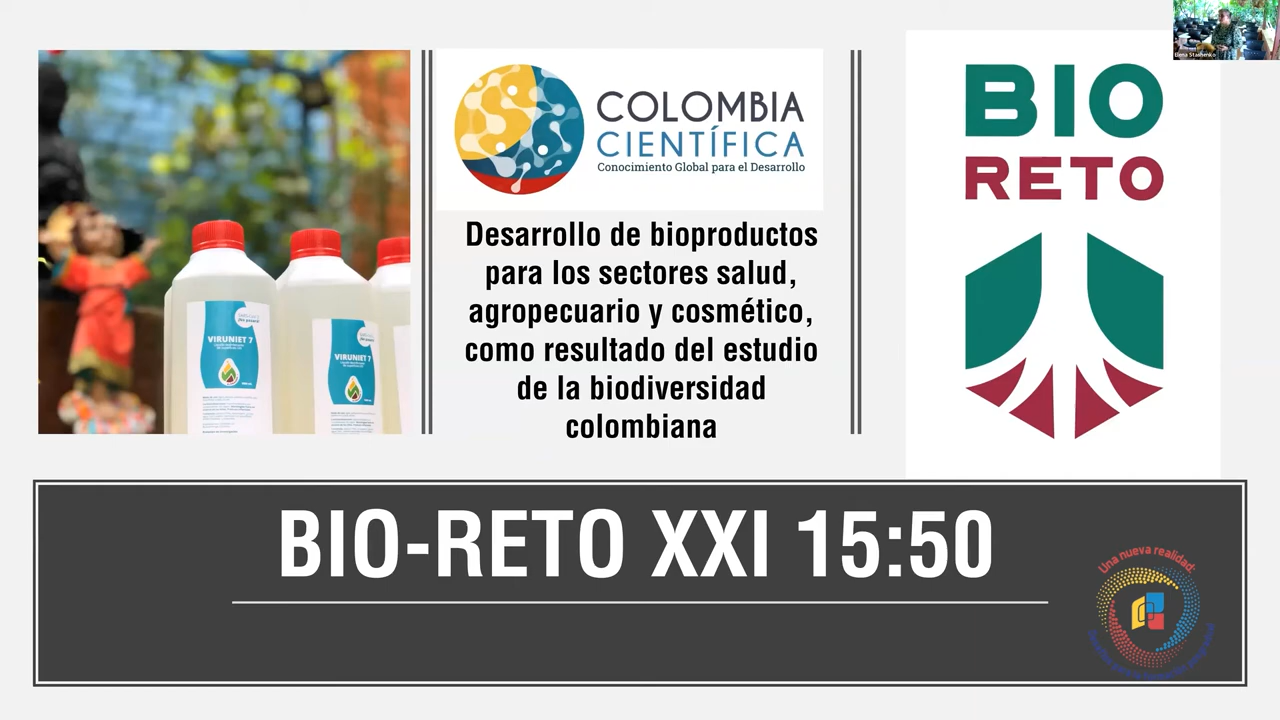 Elena Stashenko
COLOMBIA
CIENTÍFICA
Conocimiento Global para el Desarrollo
BIO
RETO
Desarrollo de bioproductos
para los sectores salud,
agropecuario y cosmético,
como resultado del estudio
de la biodiversidad
colombiana
VIRUNIET 7
VIRUNIET 7
BIO-RETO XXI 15:50
Una nueva realidad: